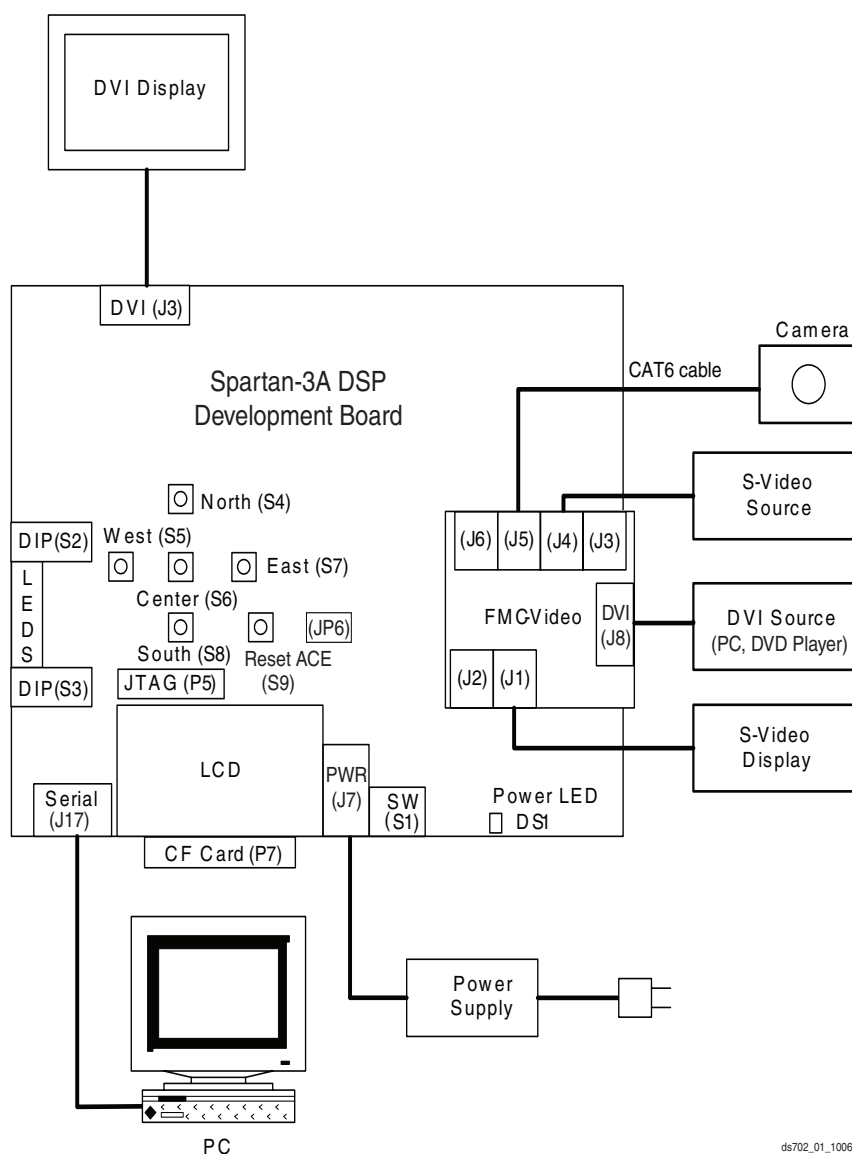 DVI Display
DVI (J3)
Camera
CAT6 cable
Spartan-3A DSP
Development Board
S-Video
Source
North (S4)
(J6)
(J5)
(J4)
(J3)
DIP(S2)
West (S5)
East (S7)
L
E
D
S
Center (S6)
(JP6)
FMC-Video
DVI
(J8)
DVI Source
(PC, DVD Player)
South (S8)
Reset ACE
(S9)
DIP(S3)
JTAG (P5)
(J2)
(J1)
S-Video
Display
LCD
PWR
(J7)
Serial
(J17)
SW
(S1)
Power LED
DS1
CF Card (P7)
Power
Supply
PC
ds702_01_1006